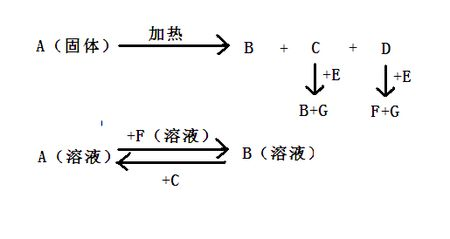 A（固体） 加热 B + C + D
+E +E
B+G F+G
+F（溶液）
A（溶液） B（溶液）
+C